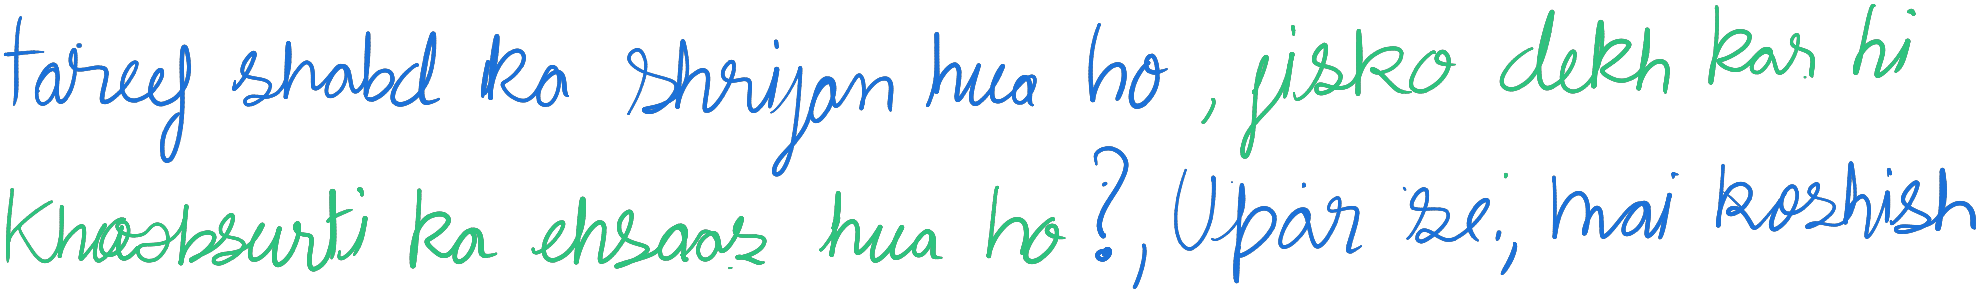 tareef shabd ka shrijan hua ho, jisko dekh kar hi
Khoobsurti ka ehsaas hua ho?, Upar se, mai koshish